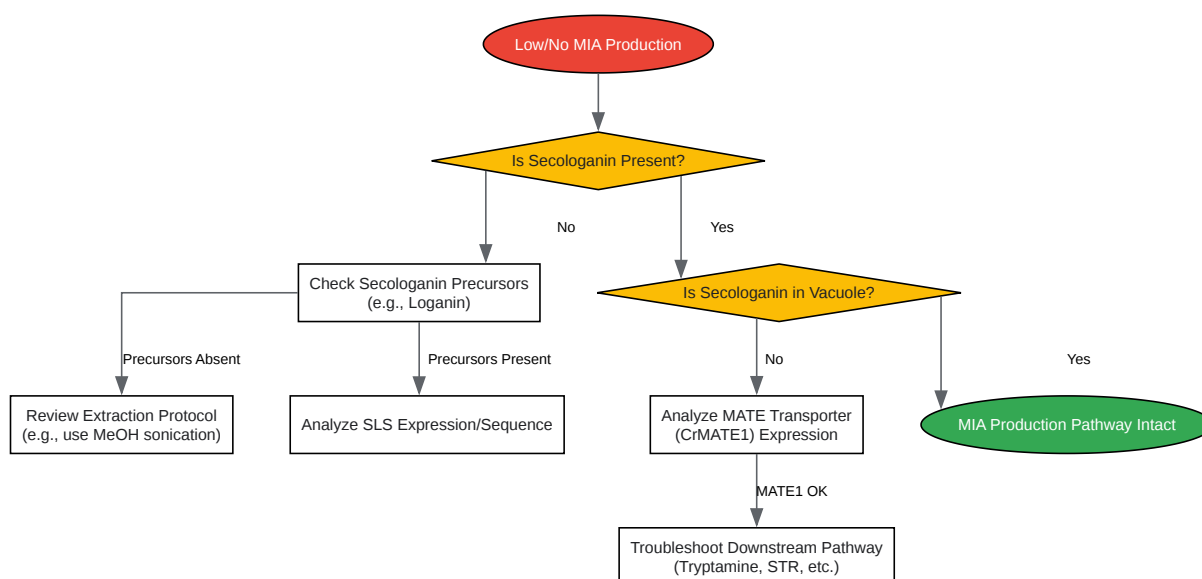 Low/No MIA Production
Is Secologanin Present?
No
Yes
Check Secologanin Precursors
(e.g., Loganin)
Is Secologanin in Vacuole?
Precursors Absent
Precursors Present
No
Yes
Review Extraction Protocol
(e.g., use MeOH sonication)
Analyze SLS Expression/Sequence
Analyze MATE Transporter
(CrMATE1) Expression
MIA Production Pathway Intact
MATE1 OK
Troubleshoot Downstream Pathway
(Tryptamine, STR, etc.)